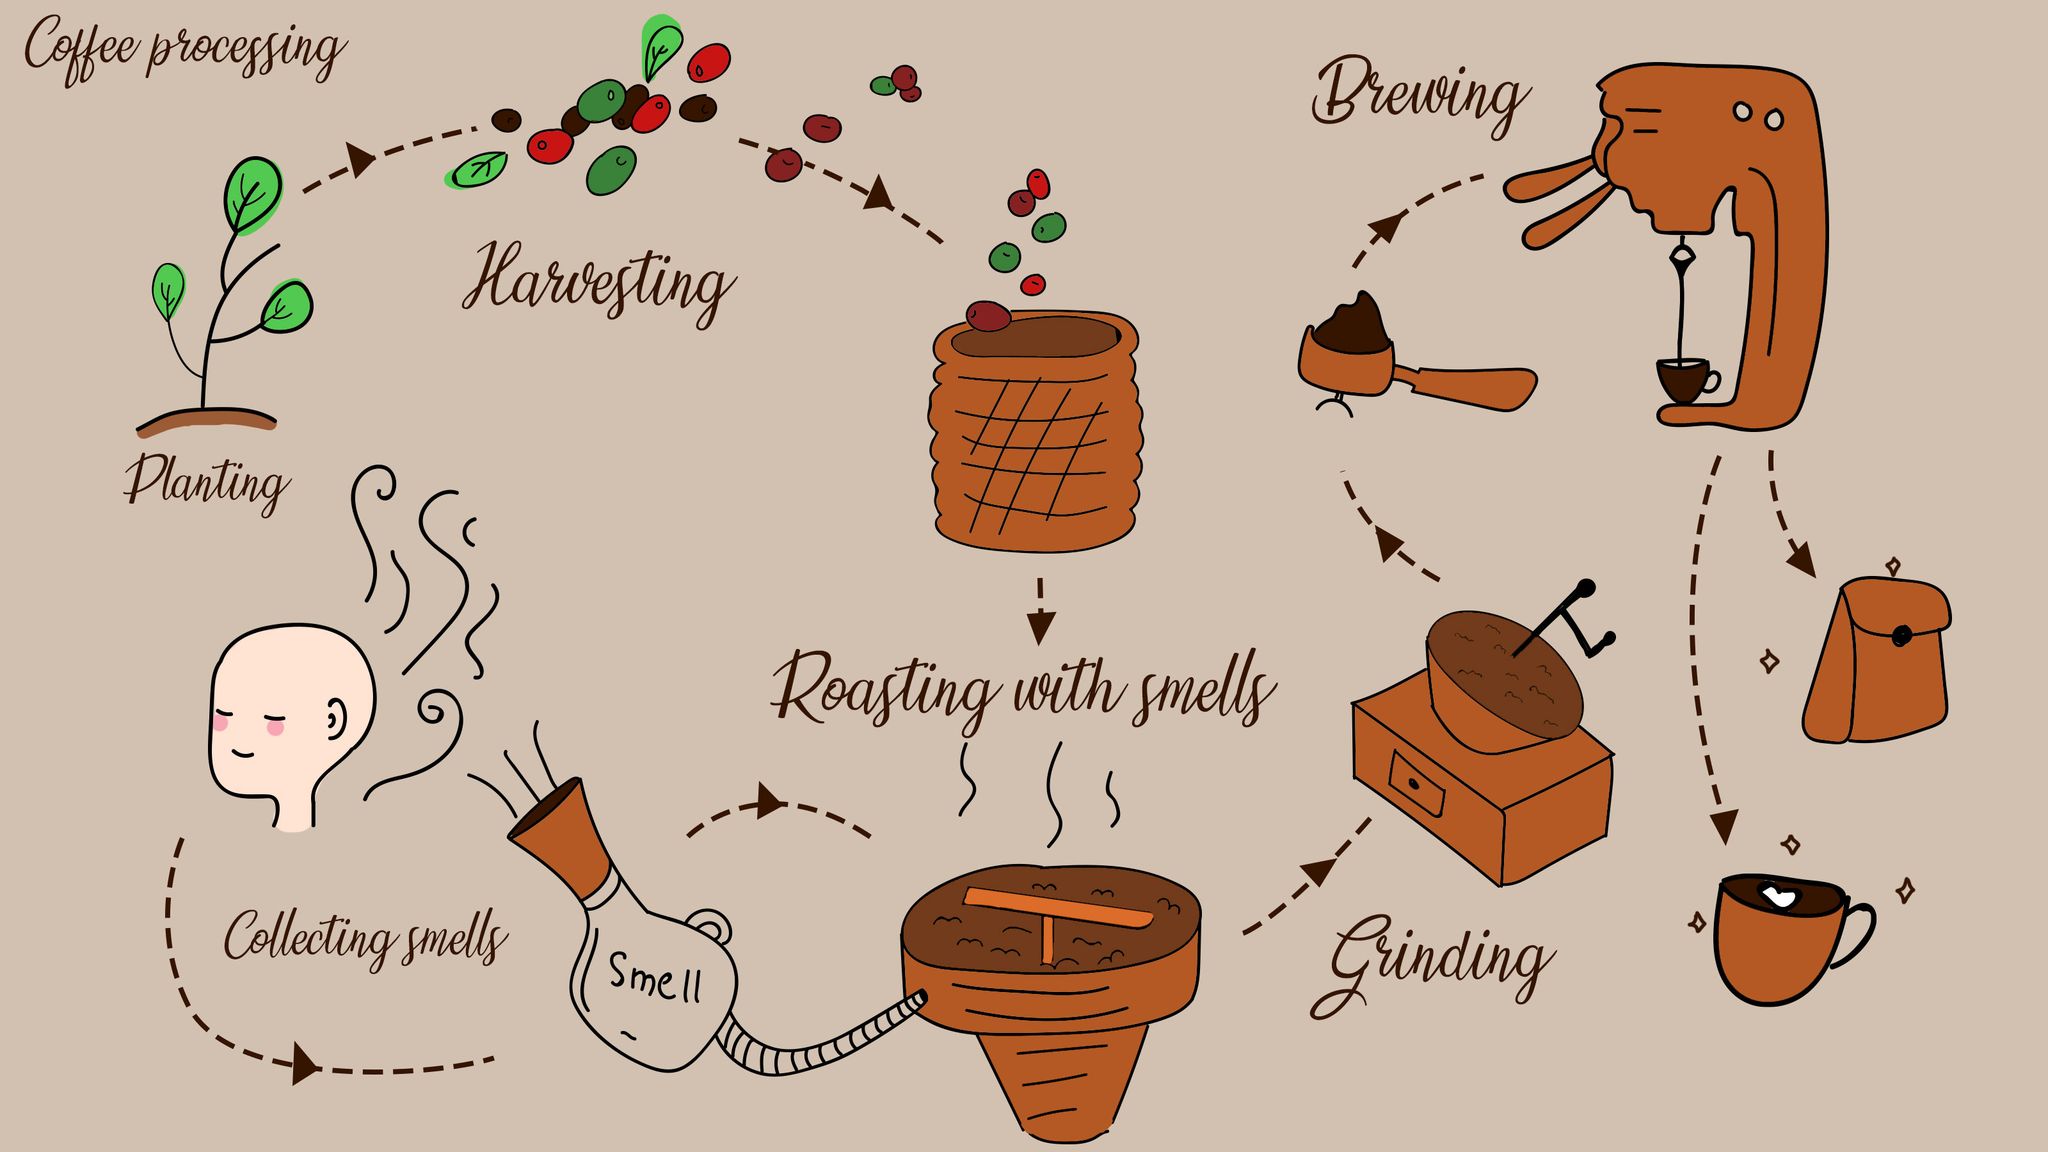 Coffee processing
Planting
Harvesting
Collecting smells
Smell
Roasting with smells
Grinding
Brewing